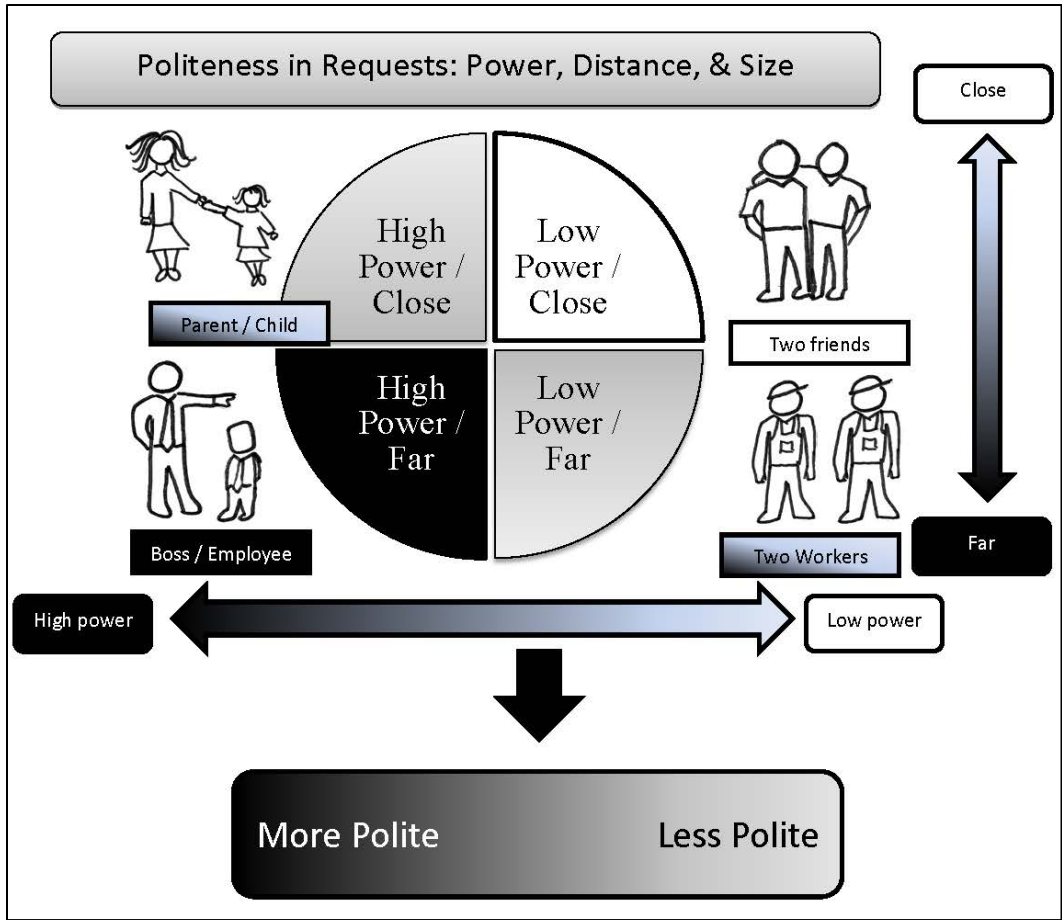 Politeness in Requests: Power, Distance, & Size
Close
High
Power /
Close
Low
Power /
Close
Parent / Child
Two friends
High
Power /
Far
Low
Power /
Far
Boss / Employee
Two Workers
Far
High power
Low power
More Polite
Less Polite